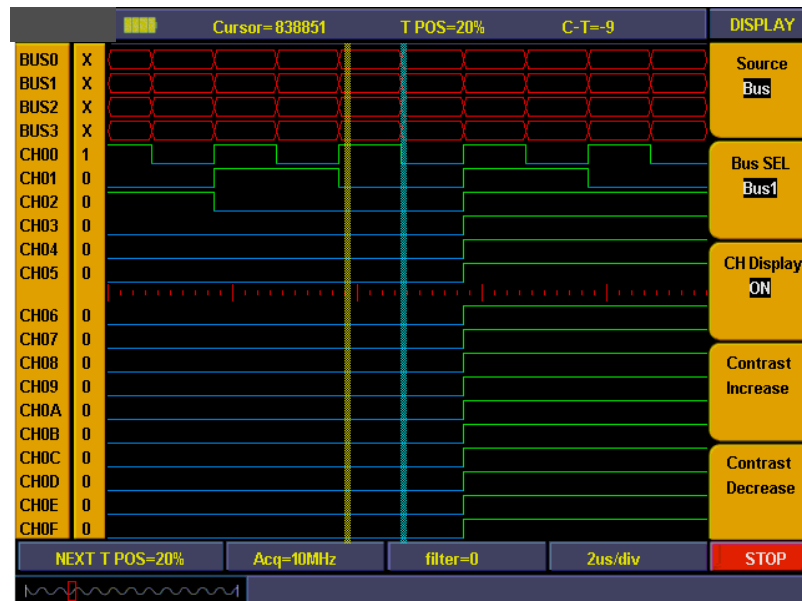 Cursor=838851 T POS=20% C-T=-9 DISPLAY
BUS0 X
BUS1 X
BUS2 X
BUS3 X
CH00 1
CH01 0
CH02 0
CH03 0
CH04 0
CH05 0
CH06 0
CH07 0
CH08 0
CH09 0
CH0A 0
CH0B 0
CH0C 0
CH0D 0
CH0E 0
CH0F 0
Source
Bus
Bus SEL
Bus1
CH Display
ON
Contrast
Increase
Contrast
Decrease
NEXT T POS=20% Acq=10MHz filter=0 2us/div STOP